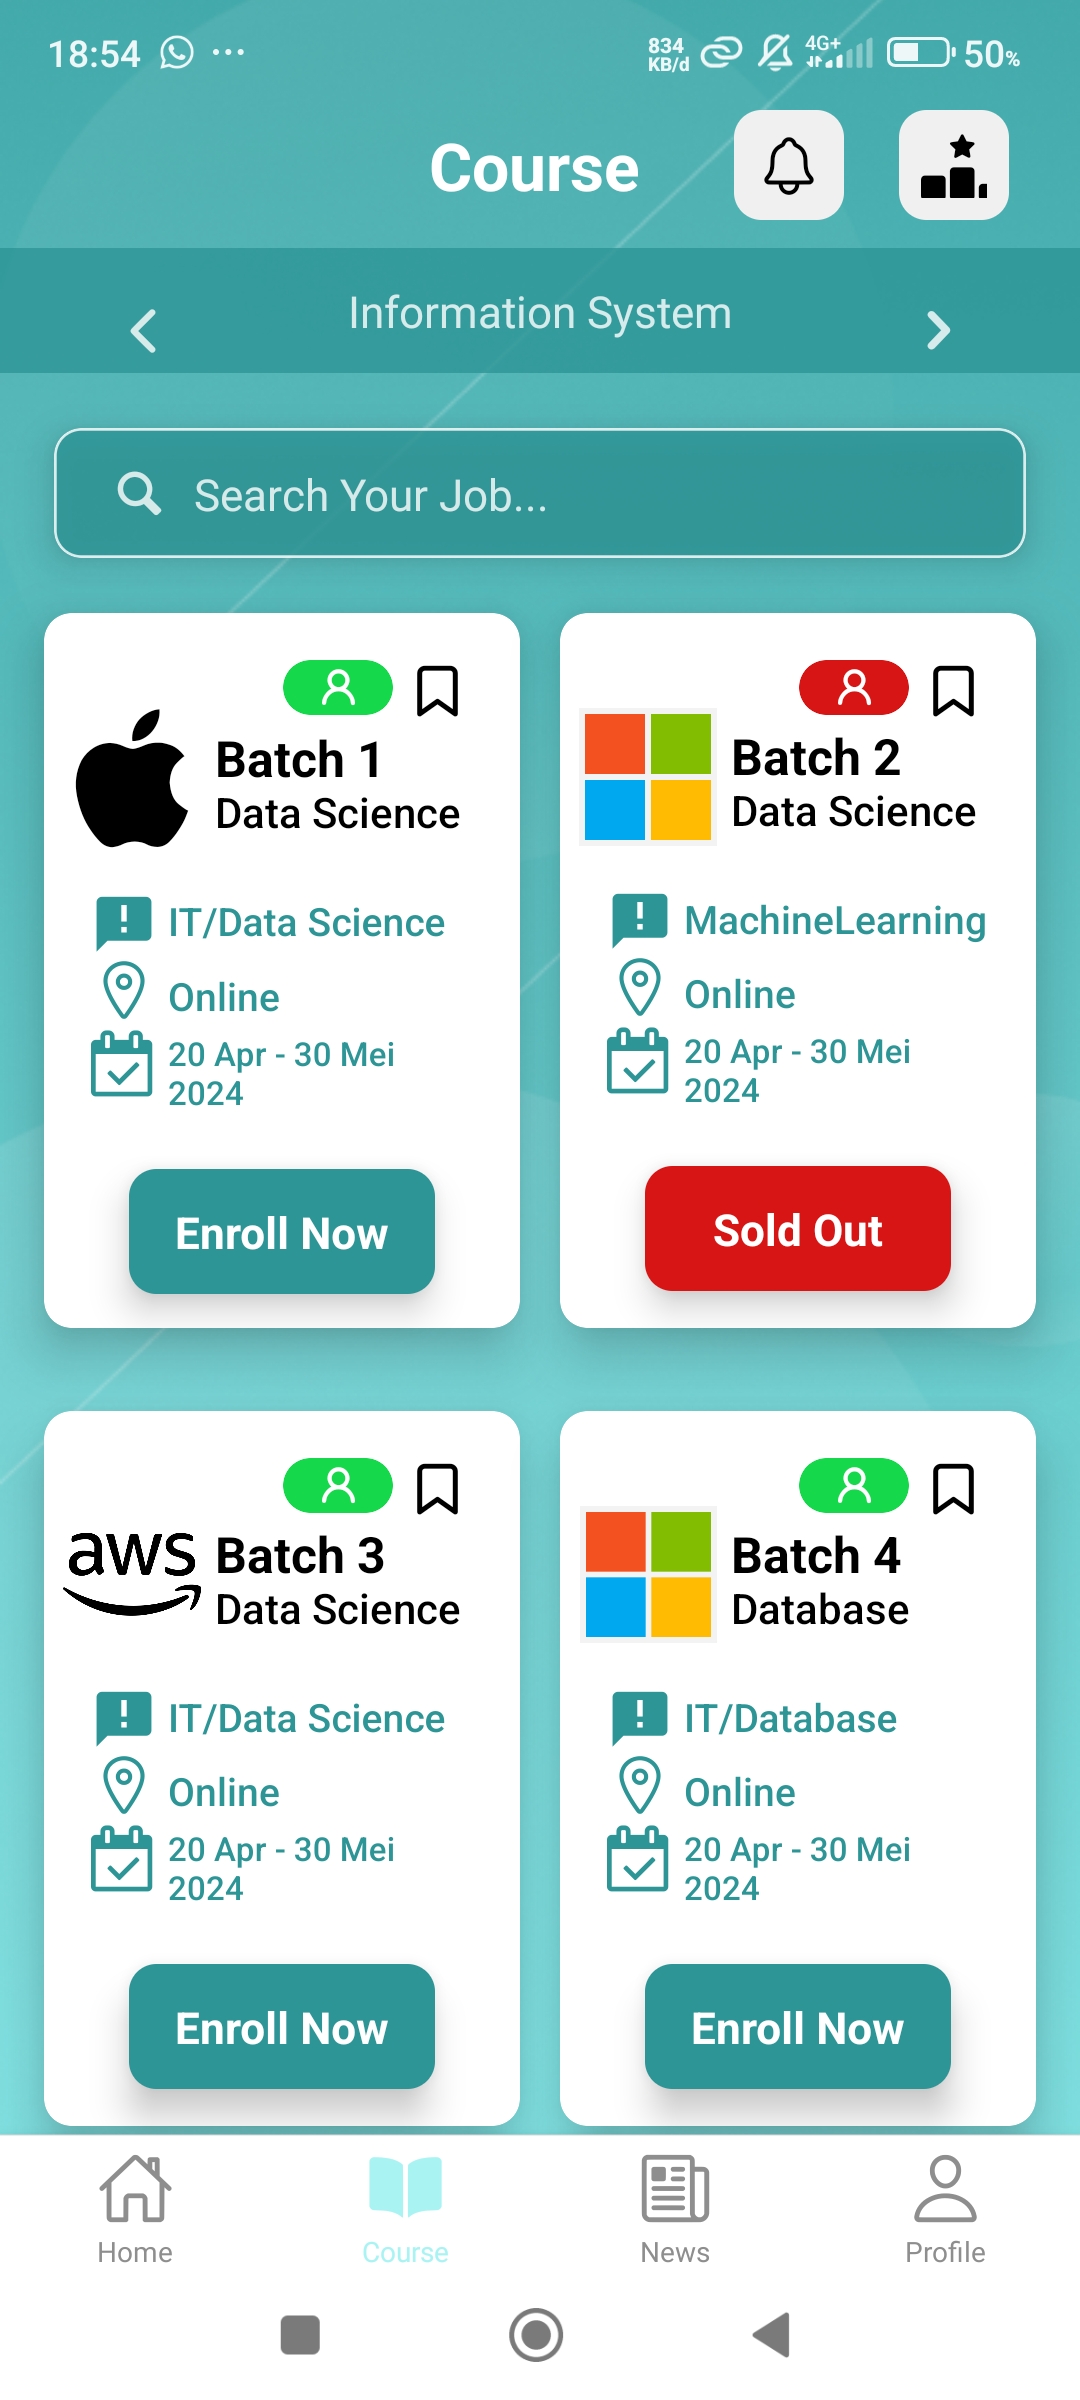 18:54
834
KB/d
4G+
50%
Course
Information System
Search Your Job...
Batch 1
Data Science
IT/Data Science
Online
20 Apr - 30 Mei
2024
Enroll Now
Batch 2
Data Science
MachineLearning
Online
20 Apr - 30 Mei
2024
Sold Out
aws
Batch 3
Data Science
IT/Data Science
Online
20 Apr - 30 Mei
2024
Enroll Now
Batch 4
Database
IT/Database
Online
20 Apr - 30 Mei
2024
Enroll Now
Home
Course
News
Profile